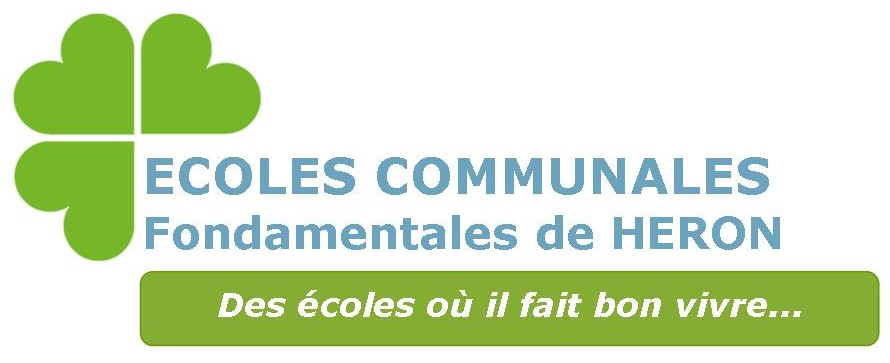 ECOLES COMMUNALES
Fondamentales de HERON
Des écoles où il fait bon vivre...